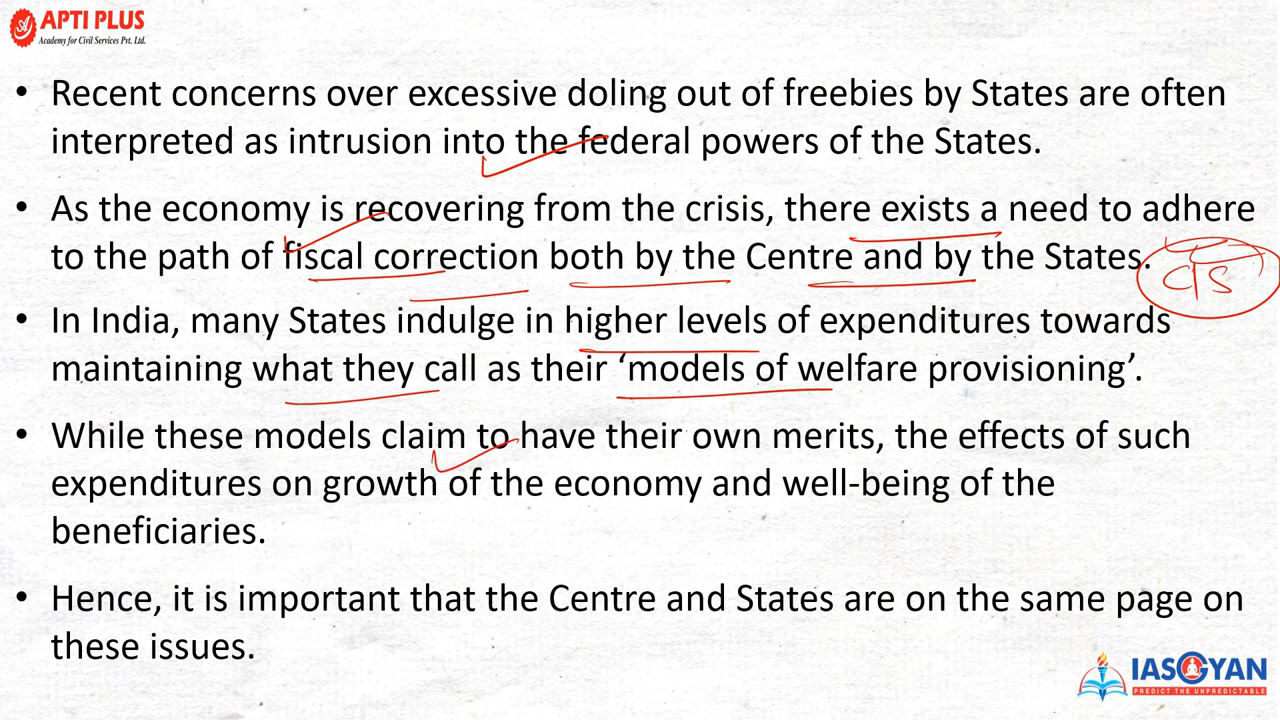 APTI PLUS
Academy for Civil Services Pvt. Ltd.
• Recent concerns over excessive doling out of freebies by States are often
interpreted as intrusion into the federal powers of the States.
• As the economy is recovering from the crisis, there exists a need to adhere
to the path of fiscal correction both by the Centre and by the States.
C/S
• In India, many States indulge in higher levels of expenditures towards
maintaining what they call as their ‘models of welfare provisioning’.
• While these models claim to have their own merits, the effects of such
expenditures on growth of the economy and well-being of the
beneficiaries.
• Hence, it is important that the Centre and States are on the same page on
these issues.
IASGYAN
PREDICT THE UNPREDICTABLE